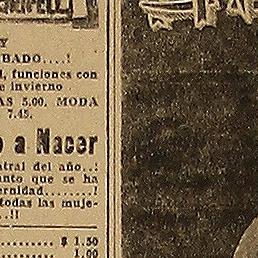 Y
BADO....!
, funciones con
e invierno
AS 5.00, MODA
7.45.
o a Nacer
tral del año..:
anto que se ha
ernidad........!
todas las muje-
..!!
.......... $ 1.50
.......... 1.00